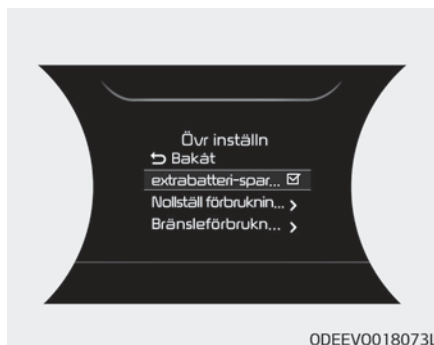 Övr inställn
Bakåt
extrabatteri-spar...
Nollställ förbruknin...
Bränsleförbrukn...
ODEEV0018073L